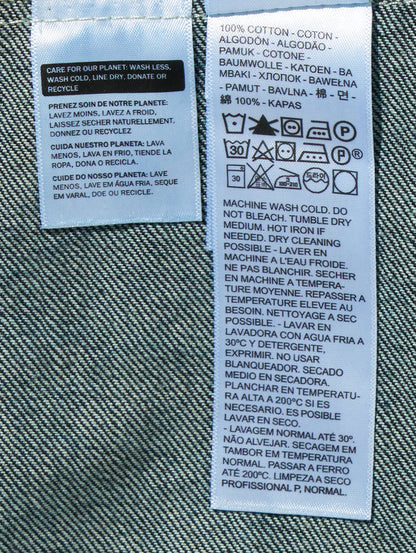 CARE FOR OUR PLANET: WASH LESS,
WASH COLD, LINE DRY, DONATE OR
RECYCLE
PRENEZ SOIN DE NOTRE PLANETE:
LAVEZ MOINS, LAVEZ A FROID,
LAISSEZ SECHER NATURELLEMENT.
DONNEZ OU RECYCLEZ
CUIDA NUESTRO PLANETA: LAVA
MENOS, LAVA EN FRIO, TIENDE LA
ROPA, DONA O RECICLA.
CUIDE DO NOSSO PLANETA: LAVE
MENOS, LAVE EM ÁGUA FRIA, SEQUE
EM VARAL, DOE OU RECICLE.
100% COTTON - COTON -
ALGODÓN - ALGODÃO -
PAMUK - COTONE -
BAUMWOLLE - KATOEN - BA
MBAKI - ХЛОПОК - BAWEŁNA
- PAMUT - BAVLNA - 棉 - 면 -
綿 100% - KAPAS
P
30 P
30 드라이
MACHINE WASH COLD. DO
NOT BLEACH. TUMBLE DRY
MEDIUM. HOT IRON IF
NEEDED. DRY CLEANING
POSSIBLE - LAVER EN
MACHINE A L'EAU FROIDE.
NE PAS BLANCHIR. SECHER
EN MACHINE A TEMPERA-
TURE MOYENNE. REPASSER A
TEMPERATURE ELEVEE AU
BESOIN. NETTOYAGE A SEC
POSSIBLE. - LAVAR EN
LAVADORA CON AGUA FRIA A
30ºC Y DETERGENTE,
EXPRIMIR. NO USAR
BLANQUEADOR. SECADO
MEDIO EN SECADORA.
PLANCHAR EN TEMPERATU-
RA ALTA A 200ºC SI ES
NECESARIO. ES POSIBLE
LAVAR EN SECO.
- LAVAGEM NORMAL ATÉ 30º.
NÃO ALVEJAR. SECAGEM EM
TAMBOR EM TEMPERATURA
NORMAL. PASSAR A FERRO
ATÉ 200ºC. LIMPEZA A SECO
PROFISSIONAL P, NORMAL.